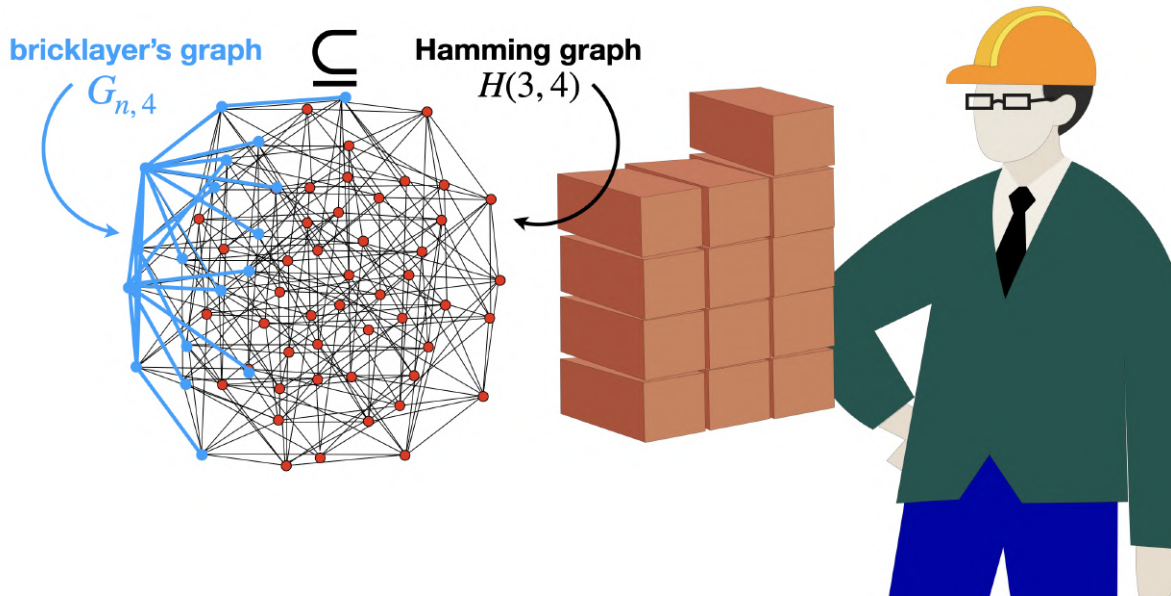 bricklayer's graph
G_{n, 4}
⊆
Hamming graph
H(3, 4)